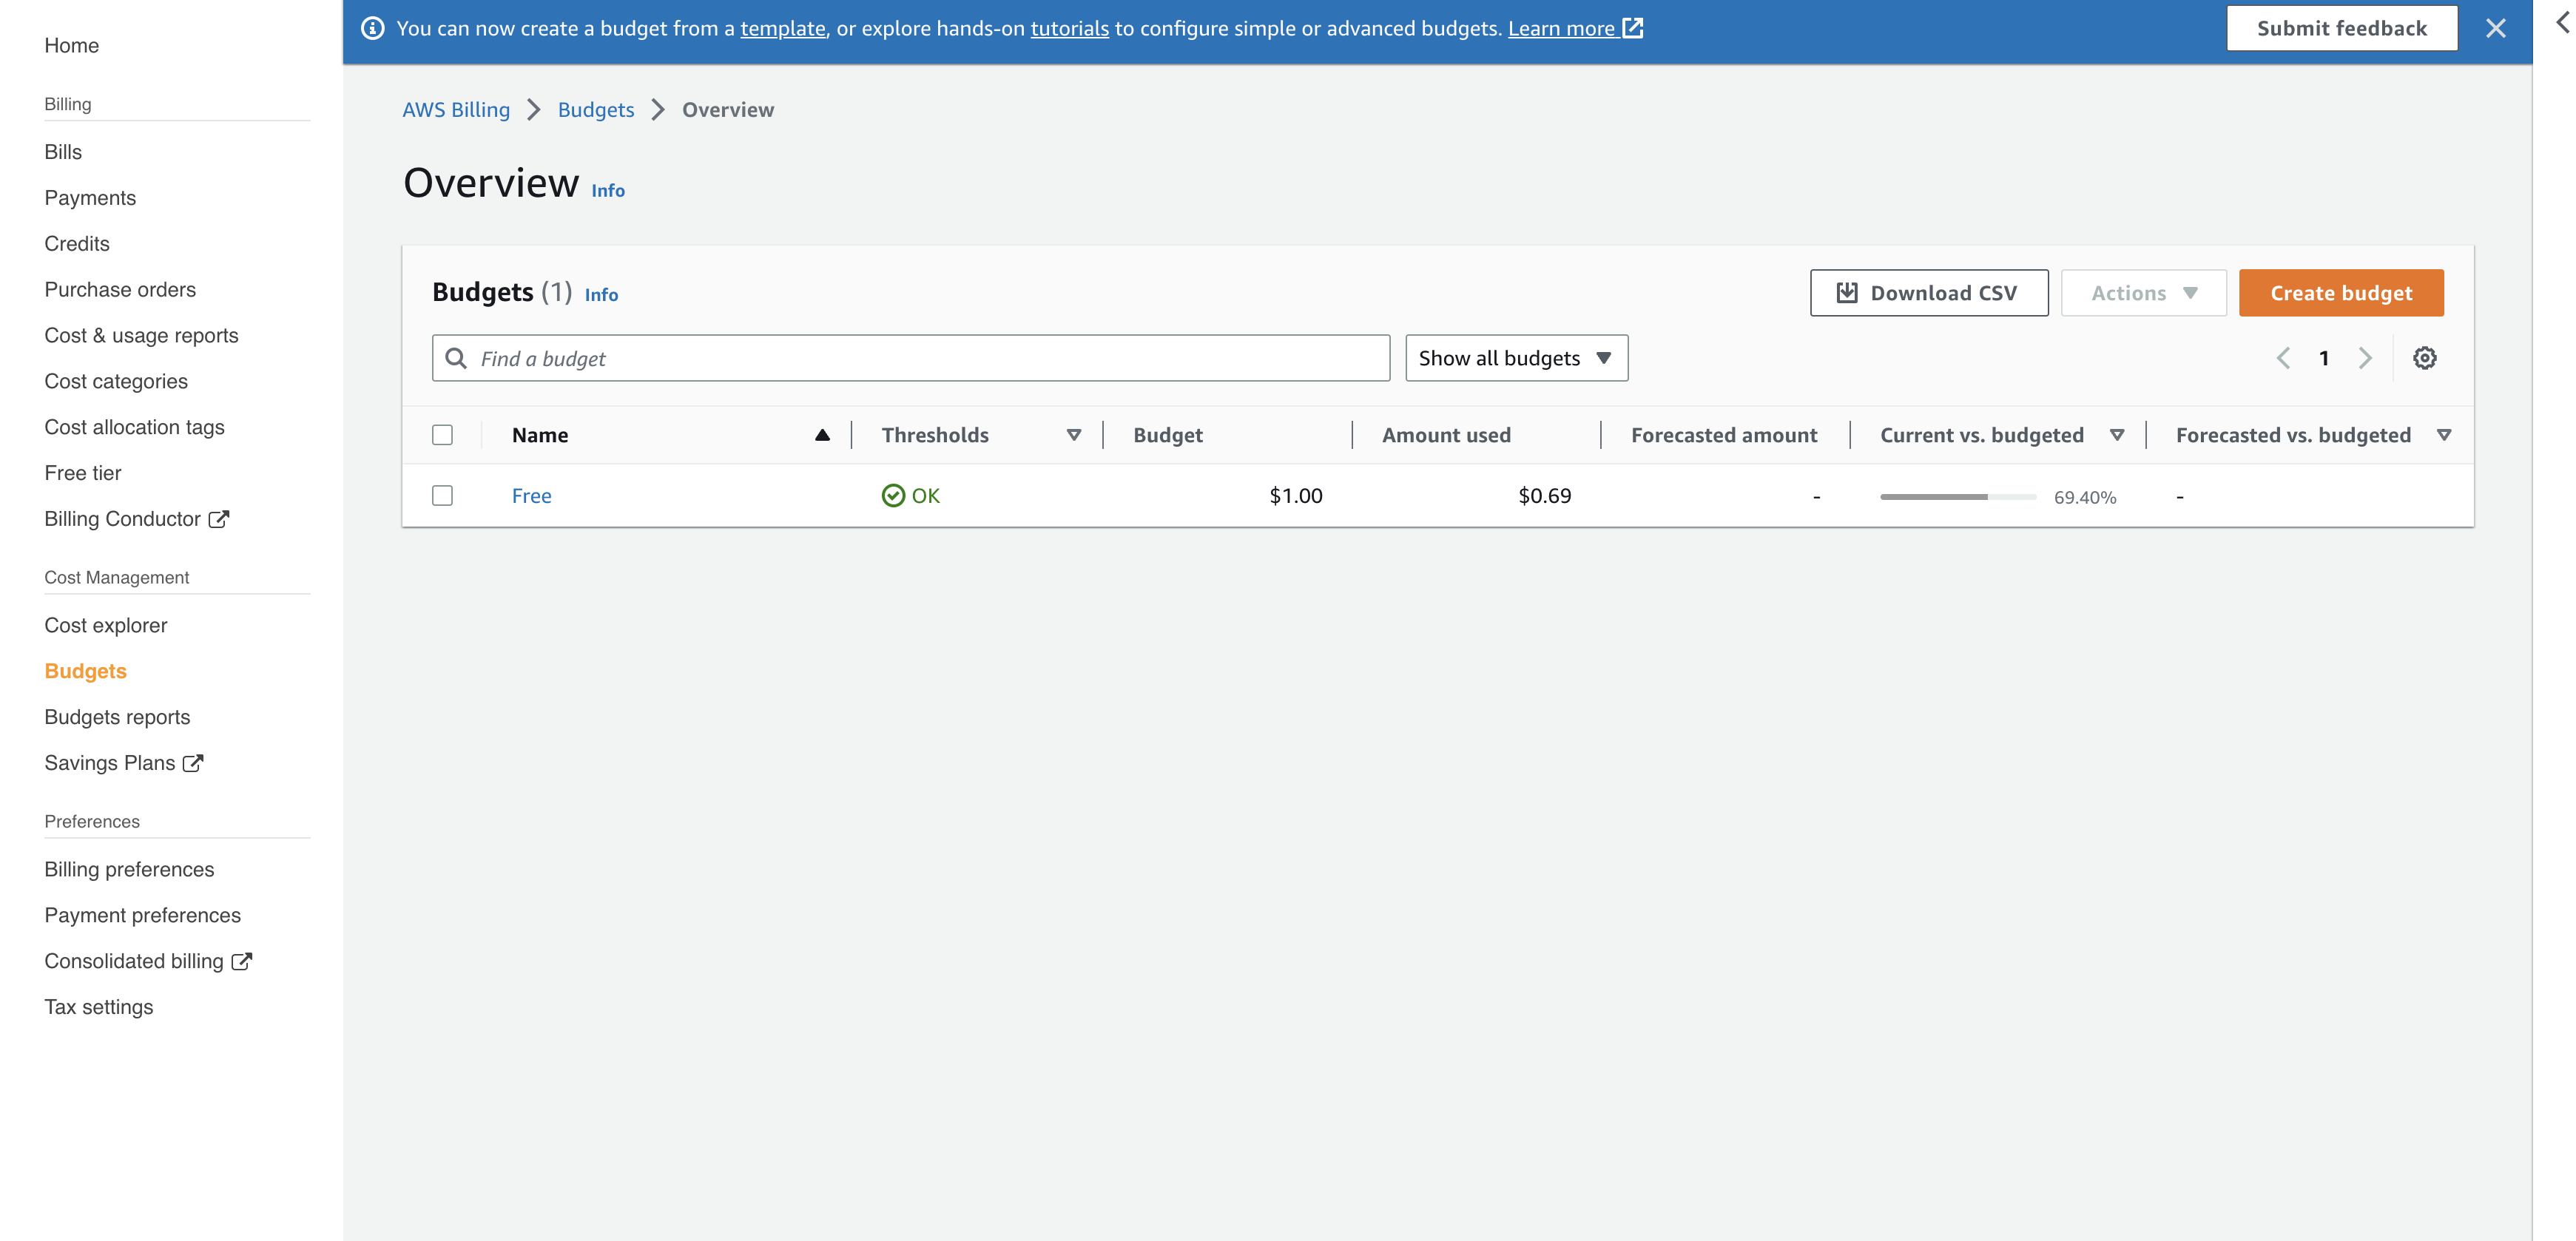 Home
Billing
Bills
Payments
Credits
Purchase orders
Cost & usage reports
Cost categories
Cost allocation tags
Free tier
Billing Conductor
Cost Management
Cost explorer
Budgets
Budgets reports
Savings Plans
Preferences
Billing preferences
Payment preferences
Consolidated billing
Tax settings
You can now create a budget from a template, or explore hands-on tutorials to configure simple or advanced budgets. Learn more
Submit feedback
AWS Billing Budgets Overview
Overview Info
Budgets (1) Info
Download CSV Actions Create budget
Find a budget Show all budgets 1
Name Thresholds Budget Amount used Forecasted amount Current vs. budgeted Forecasted vs. budgeted
Free OK $1.00 $0.69 - 69.40% -